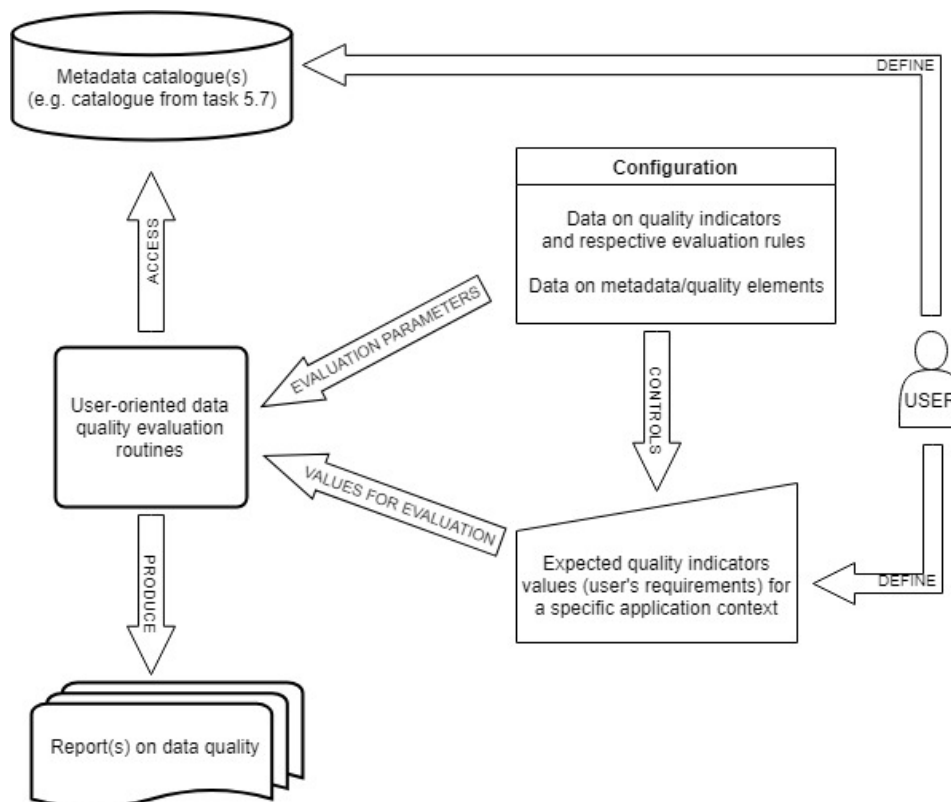 Metadata catalogue(s)
(e.g. catalogue from task 5.7)
DEFINE
Configuration
Data on quality indicators
and respective evaluation rules
Data on metadata/quality elements
ACCESS
EVALUATION PARAMETERS
CONTROLS
USER
User-oriented data
quality evaluation
routines
VALUES FOR EVALUATION
Expected quality indicators
values (user's requirements) for
a specific application context
DEFINE
PRODUCE
Report(s) on data quality